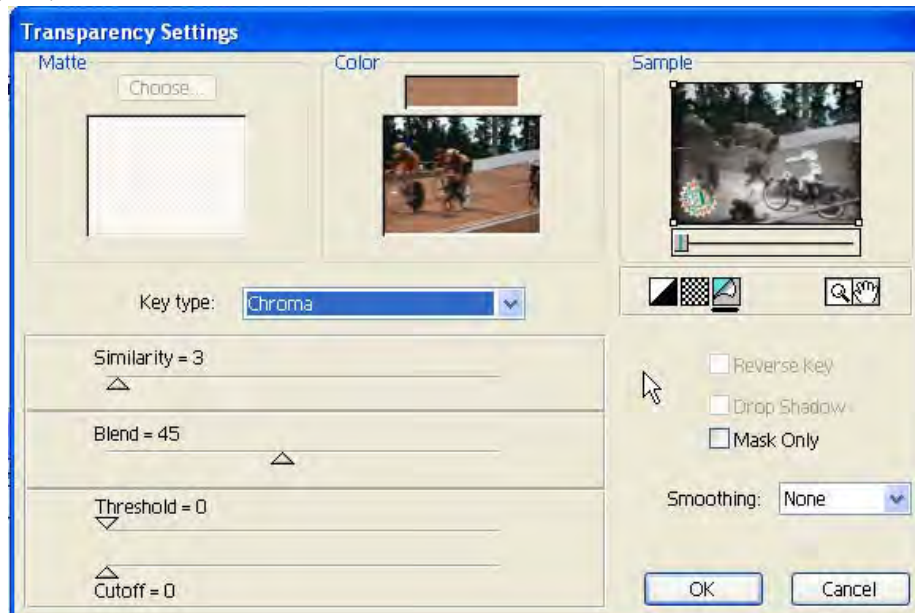 Transparency Settings
Matte
Color
Sample
Choose...
Key type:
Chroma
Similarity = 3
Blend = 45
Threshold = 0
Cutoff = 0
Reverse Key
Drop Shadow
Mask Only
Smoothing:
None
OK
Cancel